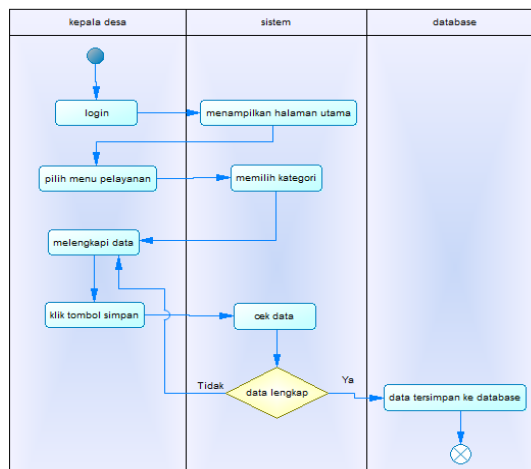 kepala desa
sistem
database
login
menampilkan halaman utama
pilih menu pelayanan
memilih kategori
melengkapi data
klik tombol simpan
cek data
Tidak
data lengkap
Ya
data tersimpan ke database